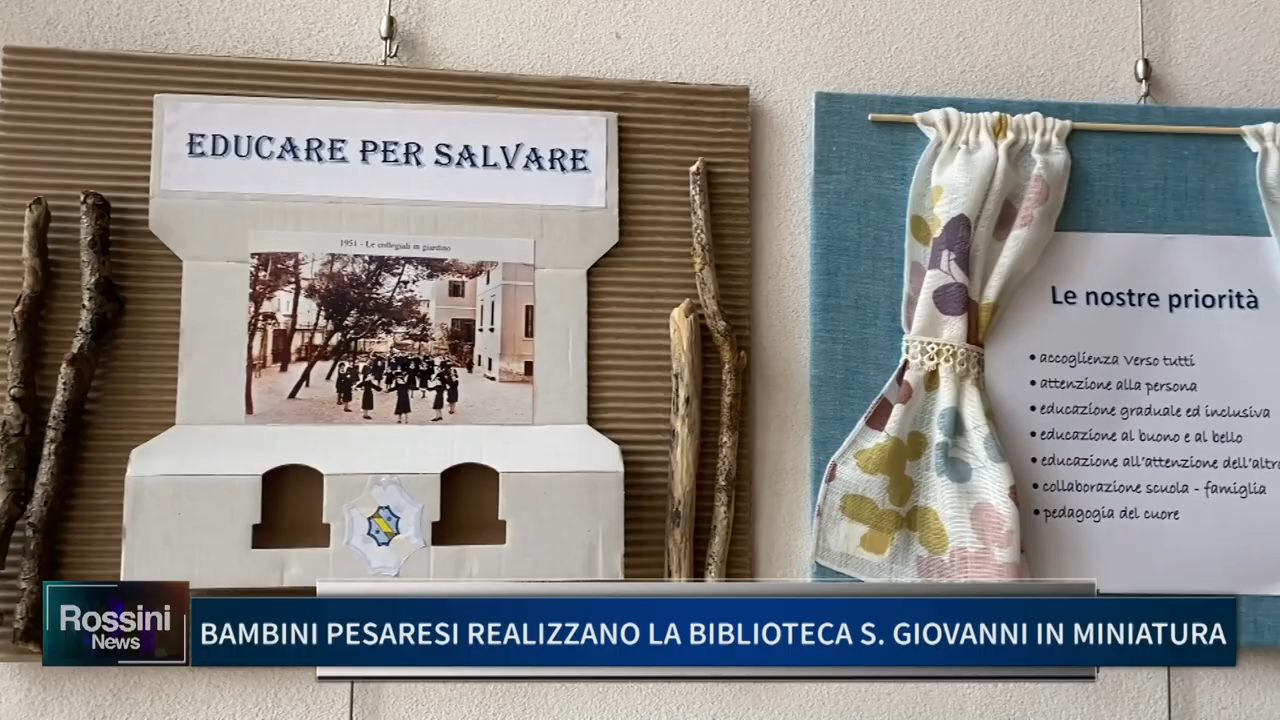 EDUCARE PER SALVARE
1951 - Le collegiali in giardino
Le nostre priorità
• accoglienza verso tutti
• attenzione alla persona
• educazione graduale ed inclusiva
• educazione al buono e al bello
• educazione all'attenzione dell'altro
• collaborazione scuola - famiglia
• pedagogia del cuore
Rossini
News
BAMBINI PESARESI REALIZZANO LA BIBLIOTECA S. GIOVANNI IN MINIATURA